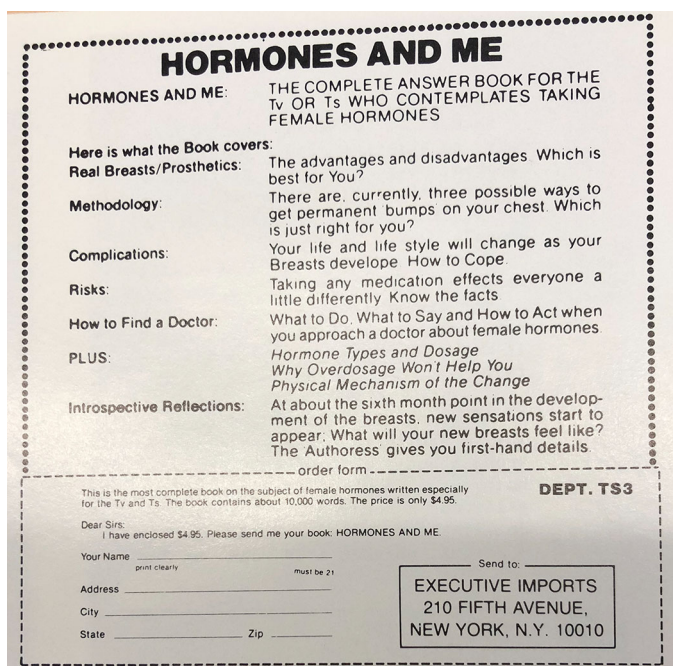 HORMONES AND ME
HORMONES AND ME: THE COMPLETE ANSWER BOOK FOR THE
Tv OR Ts WHO CONTEMPLATES TAKING
FEMALE HORMONES
Here is what the Book covers:
Real Breasts/Prosthetics: The advantages and disadvantages. Which is
best for You?
Methodology: There are, currently, three possible ways to
get permanent 'bumps' on your chest. Which
is just right for you?
Complications: Your life and life style will change as your
Breasts develope. How to Cope.
Risks: Taking any medication effects everyone a
little differently. Know the facts
How to Find a Doctor: What to Do, What to Say and How to Act when
you approach a doctor about female hormones.
PLUS: Hormone Types and Dosage
Why Overdosage Won't Help You
Physical Mechanism of the Change
Introspective Reflections: At about the sixth month point in the develop-
ment of the breasts, new sensations start to
appear; What will your new breasts feel like?
The 'Authoress' gives you first-hand details.
order form
This is the most complete book on the subject of female hormones written especially
for the Tv and Ts. The book contains about 10,000 words. The price is only $4.95.
DEPT. TS3
Dear Sirs:
I have enclosed $4.95. Please send me your book: HORMONES AND ME.
Your Name
print clearly must be 21
Address
City
State Zip
Send to:
EXECUTIVE IMPORTS
210 FIFTH AVENUE,
NEW YORK, N.Y. 10010